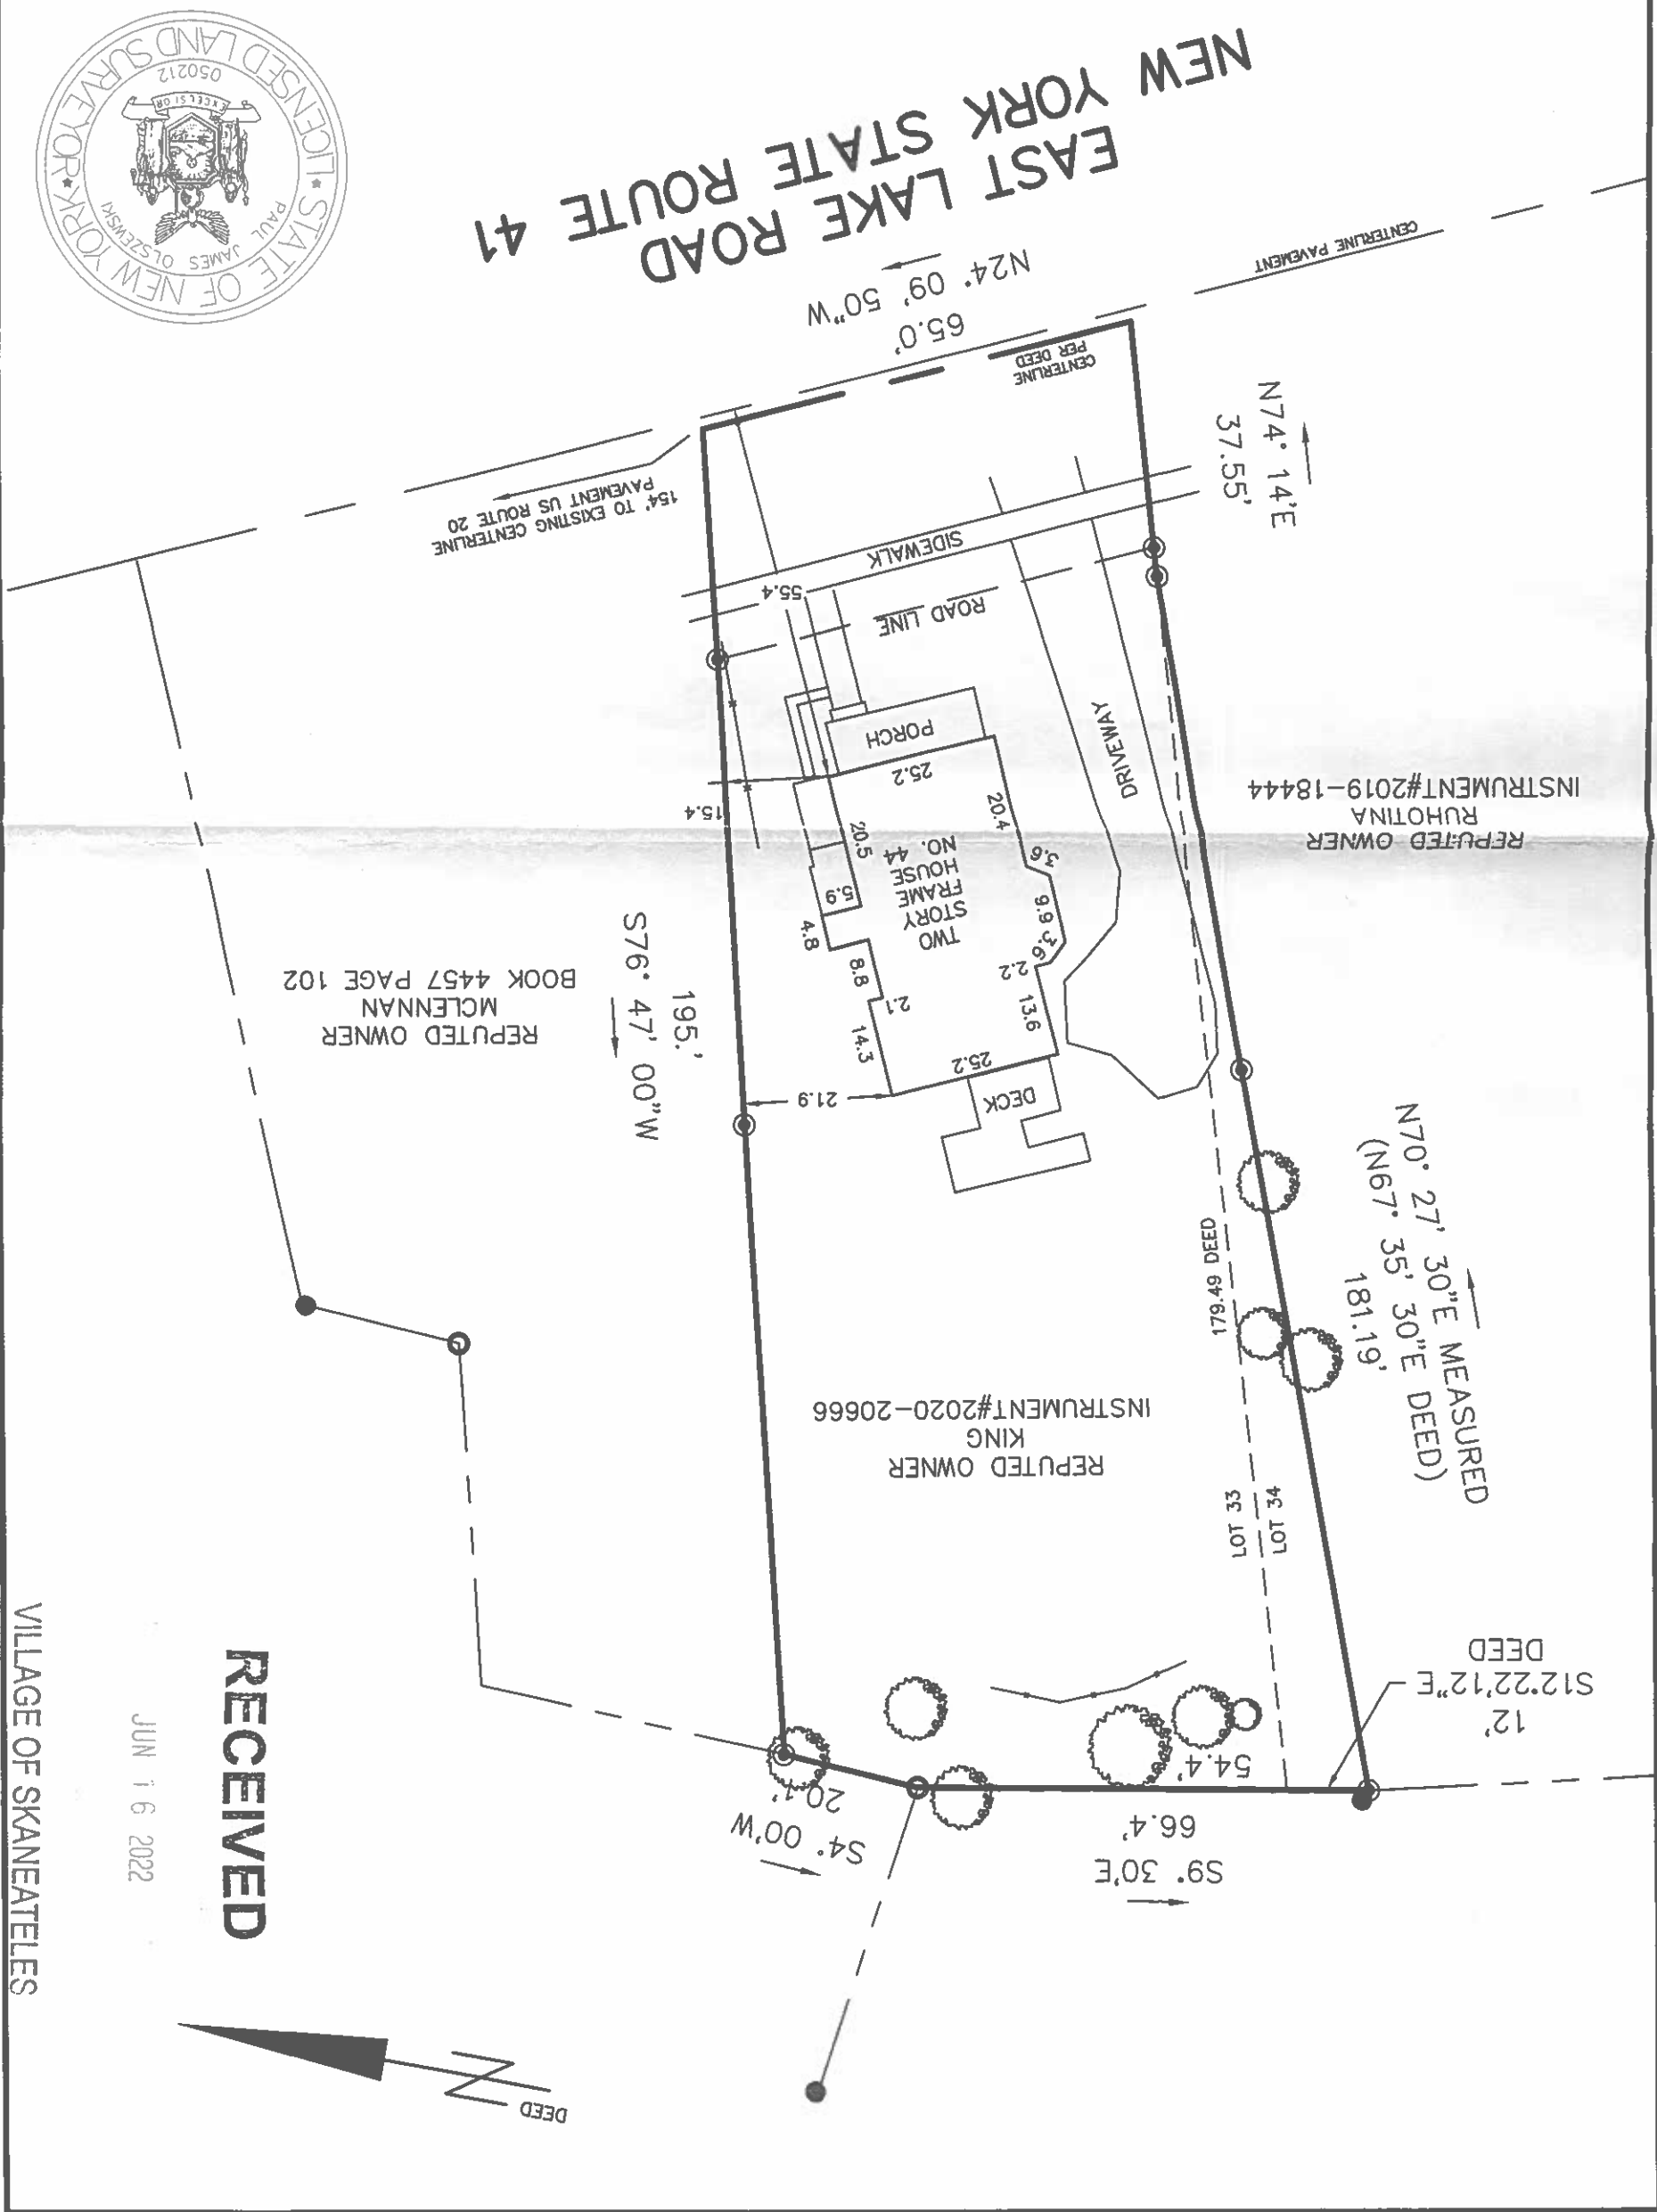 DEED
S9° 30'E
66.4'
S4° 00'W
20.1'
54.4'
12'
S12°22'12"E
DEED
LOT 33
LOT 34
REPUTED OWNER
KING
INSTRUMENT#2020-20666
N70° 27' 30"E MEASURED
(N67° 35' 30"E DEED)
181.19'
179.49 DEED
195.'
S76° 47' 00"W
REPUTED OWNER
MCLENNAN
BOOK 4457 PAGE 102
DECK
21.9
25.2
14.3
13.6
2.1
2.2
3.6
8.8
9.9
4.8
5.9
3.6
20.5
20.4
TWO
STORY
FRAME
HOUSE
NO. 44
25.2
15.4
PORCH
DRIVEWAY
REPUTED OWNER
RUHOTINA
INSTRUMENT#2019-18444
ROAD LINE
55.4
SIDEWALK
154' TO EXISTING CENTERLINE
PAVEMENT US ROUTE 20
N74° 14'E
37.55'
CENTERLINE
PER DEED
65.0'
N24° 09' 50"W
CENTERLINE PAVEMENT
EAST LAKE ROAD
NEW YORK STATE ROUTE 41
STATE OF NEW YORK
LICENSED LAND SURVEYOR
PAUL JAMES OLSZEWSKI
EXCELSIOR
050212
RECEIVED
JUN 16 2022
VILLAGE OF SKANEATELES